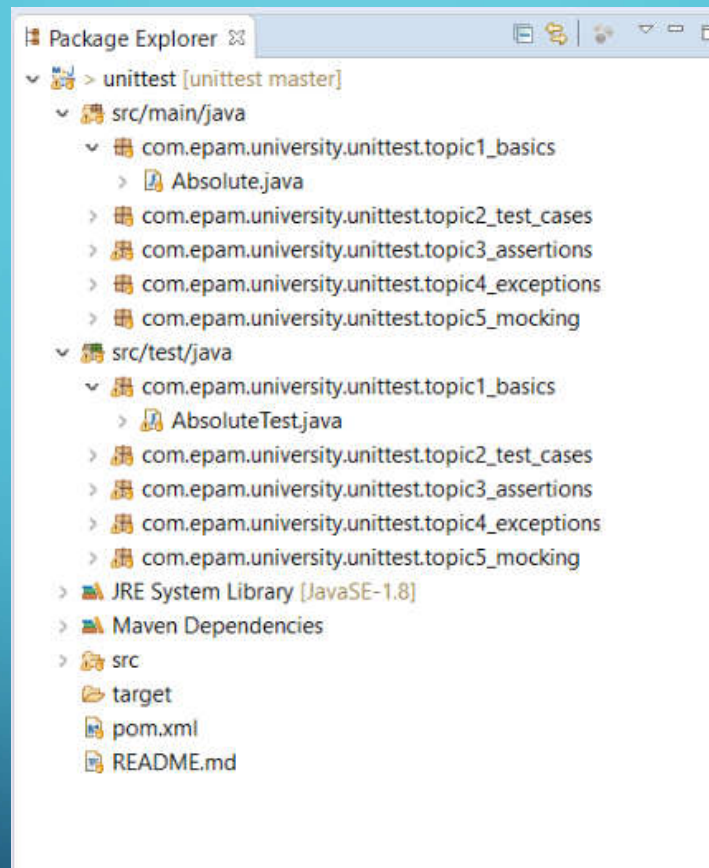 Package Explorer
> unittest [unittest master]
src/main/java
com.epam.university.unittest.topic1_basics
Absolute.java
com.epam.university.unittest.topic2_test_cases
com.epam.university.unittest.topic3_assertions
com.epam.university.unittest.topic4_exceptions
com.epam.university.unittest.topic5_mocking
src/test/java
com.epam.university.unittest.topic1_basics
AbsoluteTest.java
com.epam.university.unittest.topic2_test_cases
com.epam.university.unittest.topic3_assertions
com.epam.university.unittest.topic4_exceptions
com.epam.university.unittest.topic5_mocking
JRE System Library [JavaSE-1.8]
Maven Dependencies
src
target
pom.xml
README.md